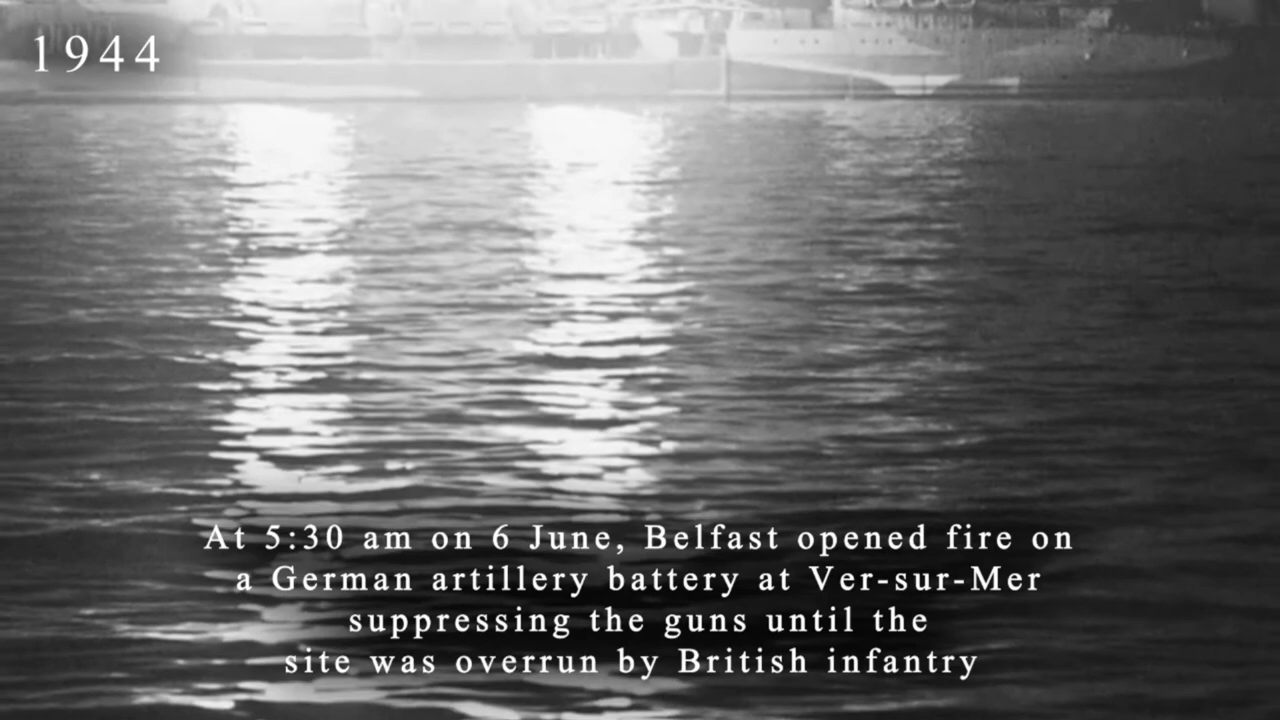 1944
At 5:30 am on 6 June, Belfast opened fire on
a German artillery battery at Ver-sur-Mer
suppressing the guns until the
site was overrun by British infantry